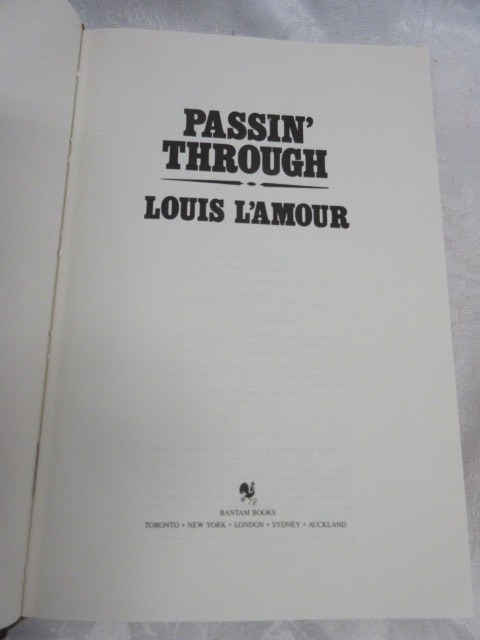 PASSIN'
THROUGH
LOUIS L'AMOUR
BANTAM BOOKS
TORONTO • NEW YORK • LONDON • SYDNEY • AUCKLAND